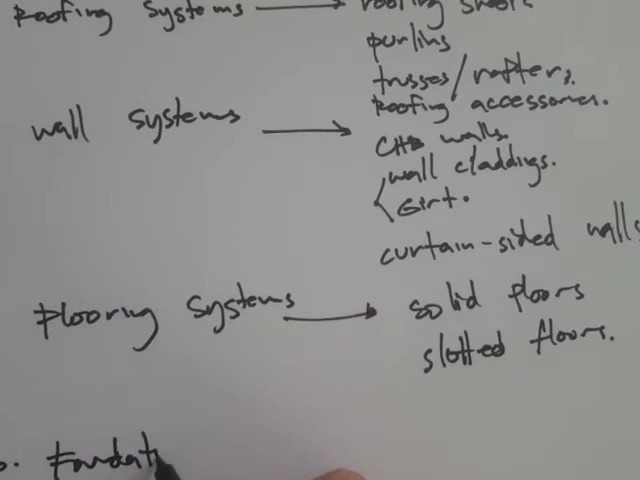 Roofing Systems → roofing sheets
purlins
trusses/rafters.
Roofing accessories.
wall systems → CHB walls.
wall claddings.
Girt.
curtain-sided walls
Flooring systems → solid floors
slotted floors.
Foundat